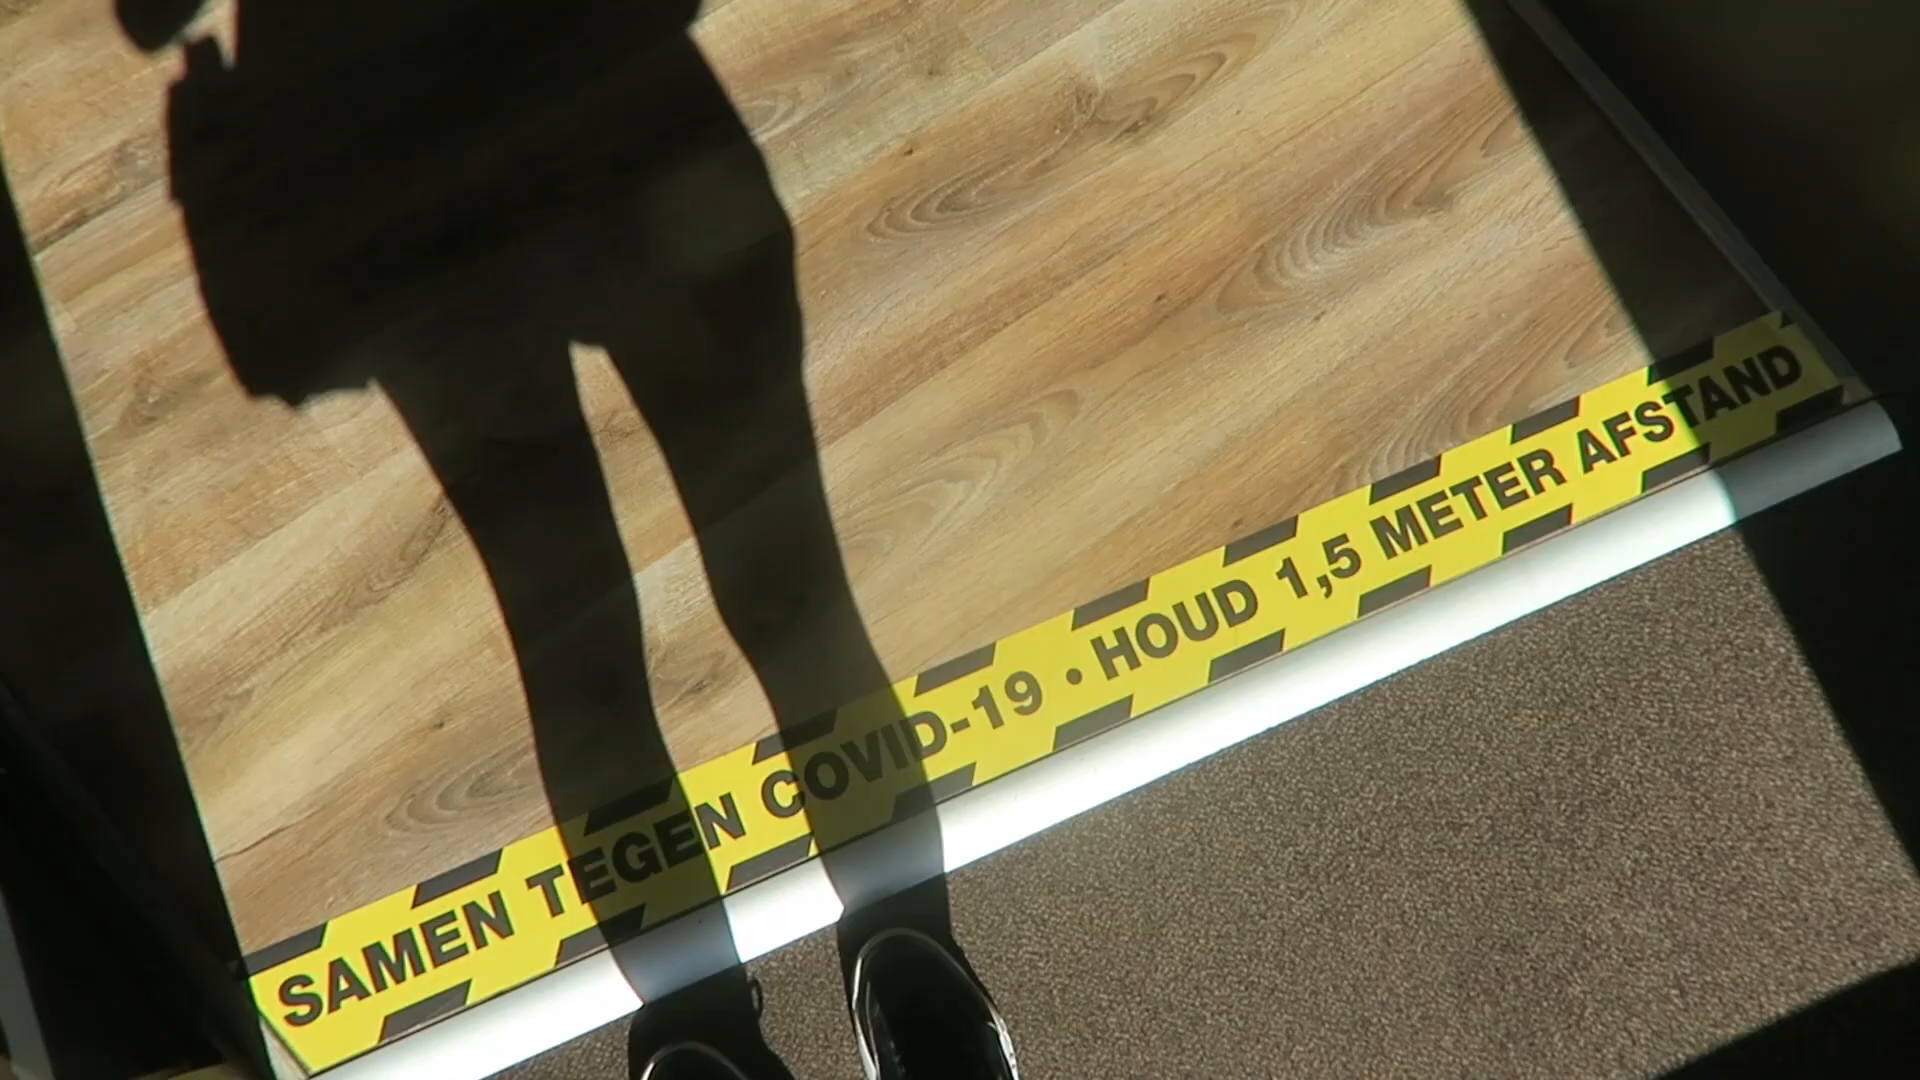 SAMEN TEGEN COVID-19 • HOUD 1,5 METER AFSTAND